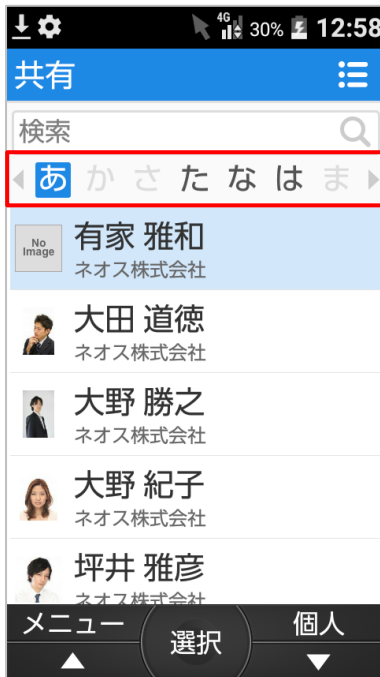 4G 30% 12:58
共有
検索
あ か さ た な は ま
No Image
有家 雅和
ネオス株式会社
大田 道徳
ネオス株式会社
大野 勝之
ネオス株式会社
大野 紀子
ネオス株式会社
坪井 雅彦
ネオス株式会社
メニュー 選択 個人